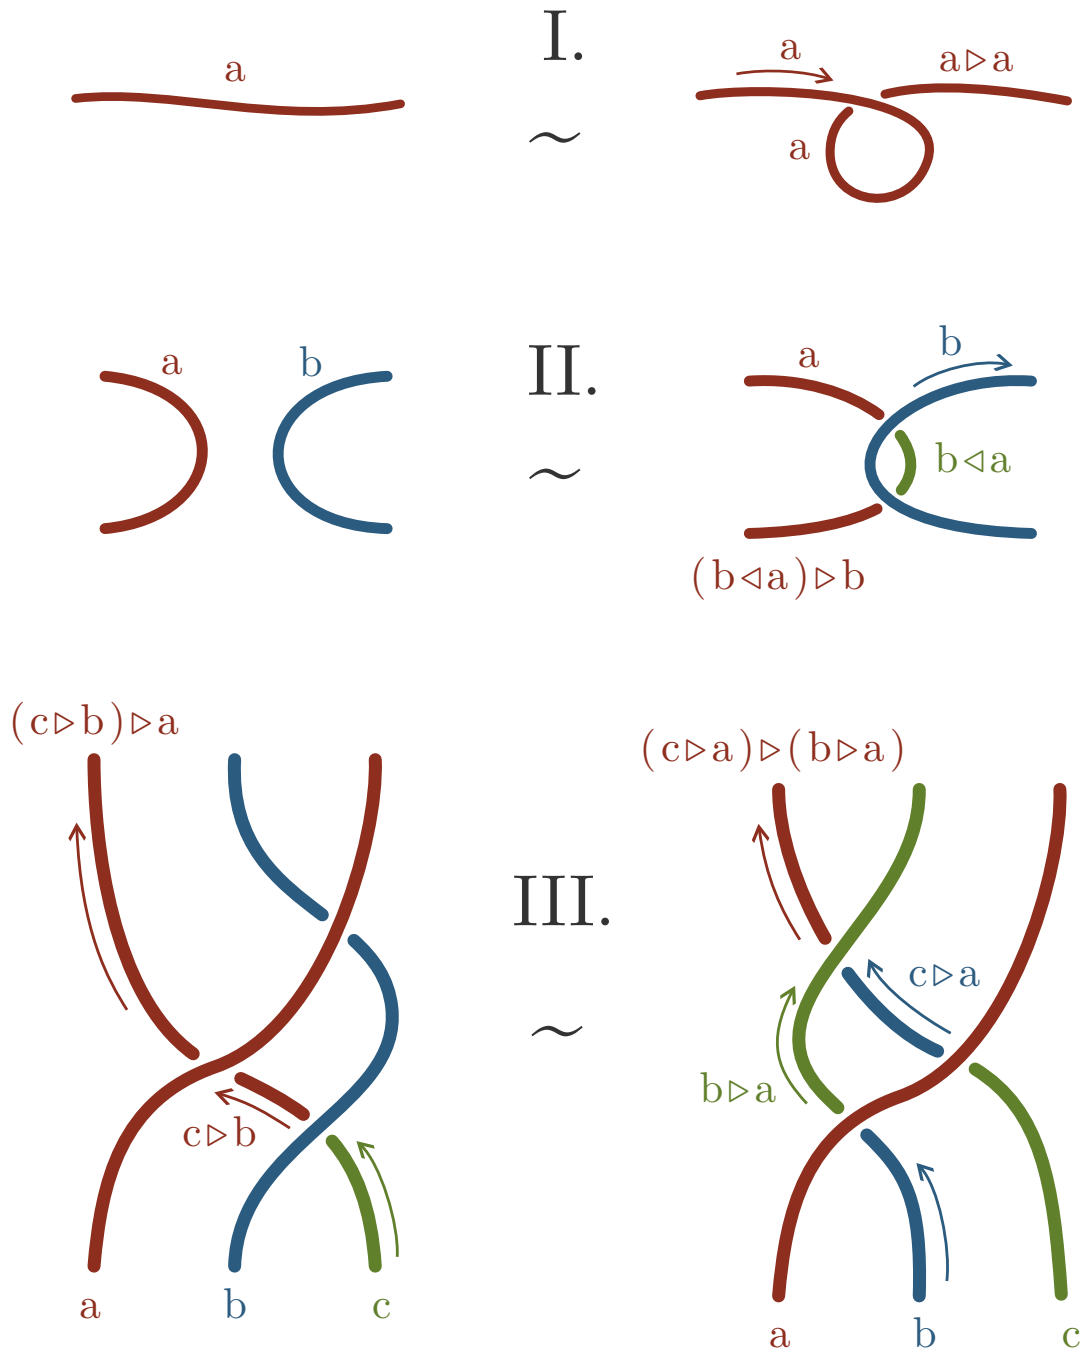 I.
a
~
a
a▷a
a
II.
a
b
~
a
b
b◁a
(b◁a)▷b
III.
(c▷b)▷a
c▷b
a b c
~
(c▷a)▷(b▷a)
c▷a
b▷a
a b c